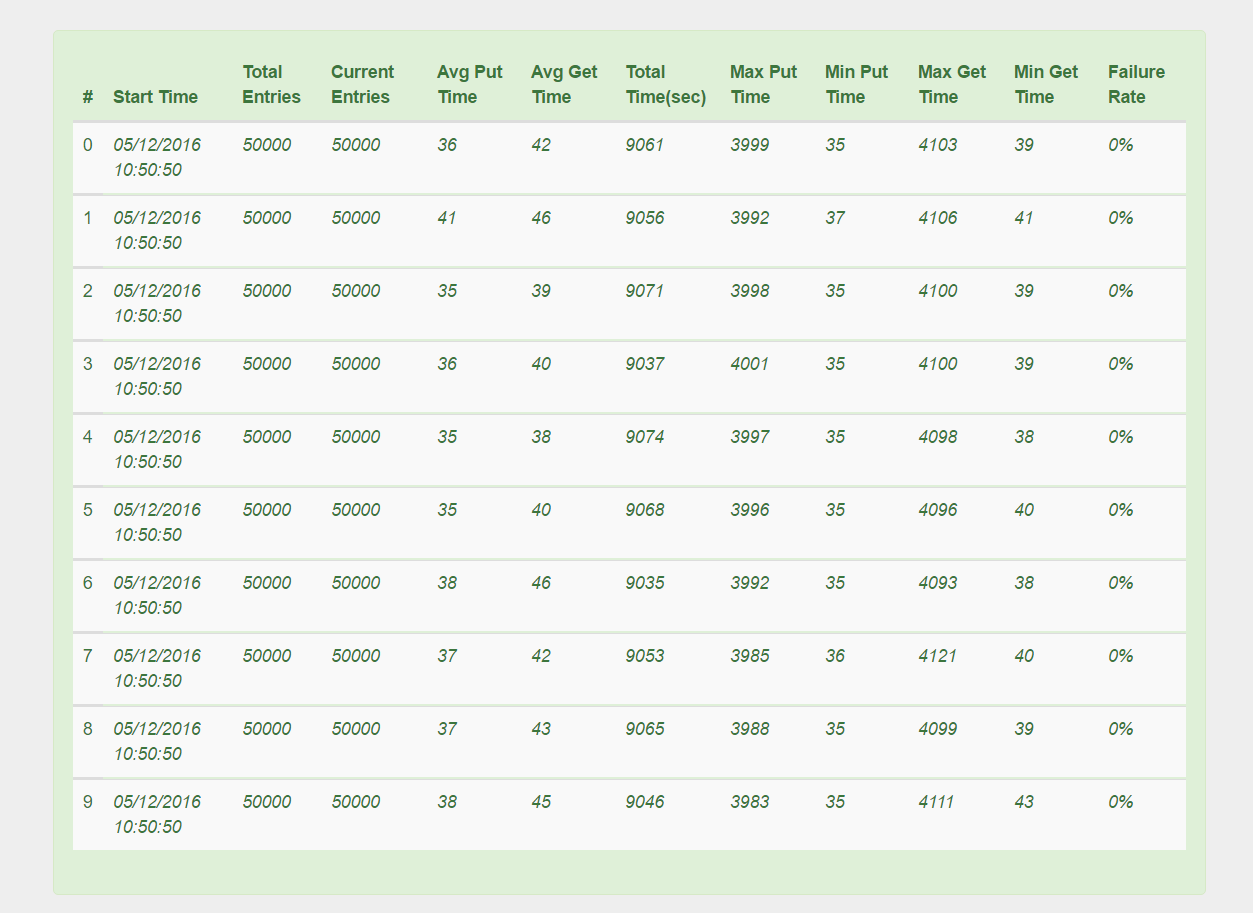 # Start Time Total Entries Current Entries Avg Put Time Avg Get Time Total Time(sec) Max Put Time Min Put Time Max Get Time Min Get Time Failure Rate
0 05/12/2016 10:50:50 50000 50000 36 42 9061 3999 35 4103 39 0%
1 05/12/2016 10:50:50 50000 50000 41 46 9056 3992 37 4106 41 0%
2 05/12/2016 10:50:50 50000 50000 35 39 9071 3998 35 4100 39 0%
3 05/12/2016 10:50:50 50000 50000 36 40 9037 4001 35 4100 39 0%
4 05/12/2016 10:50:50 50000 50000 35 38 9074 3997 35 4098 38 0%
5 05/12/2016 10:50:50 50000 50000 35 40 9068 3996 35 4096 40 0%
6 05/12/2016 10:50:50 50000 50000 38 46 9035 3992 35 4093 38 0%
7 05/12/2016 10:50:50 50000 50000 37 42 9053 3985 36 4121 40 0%
8 05/12/2016 10:50:50 50000 50000 37 43 9065 3988 35 4099 39 0%
9 05/12/2016 10:50:50 50000 50000 38 45 9046 3983 35 4111 43 0%